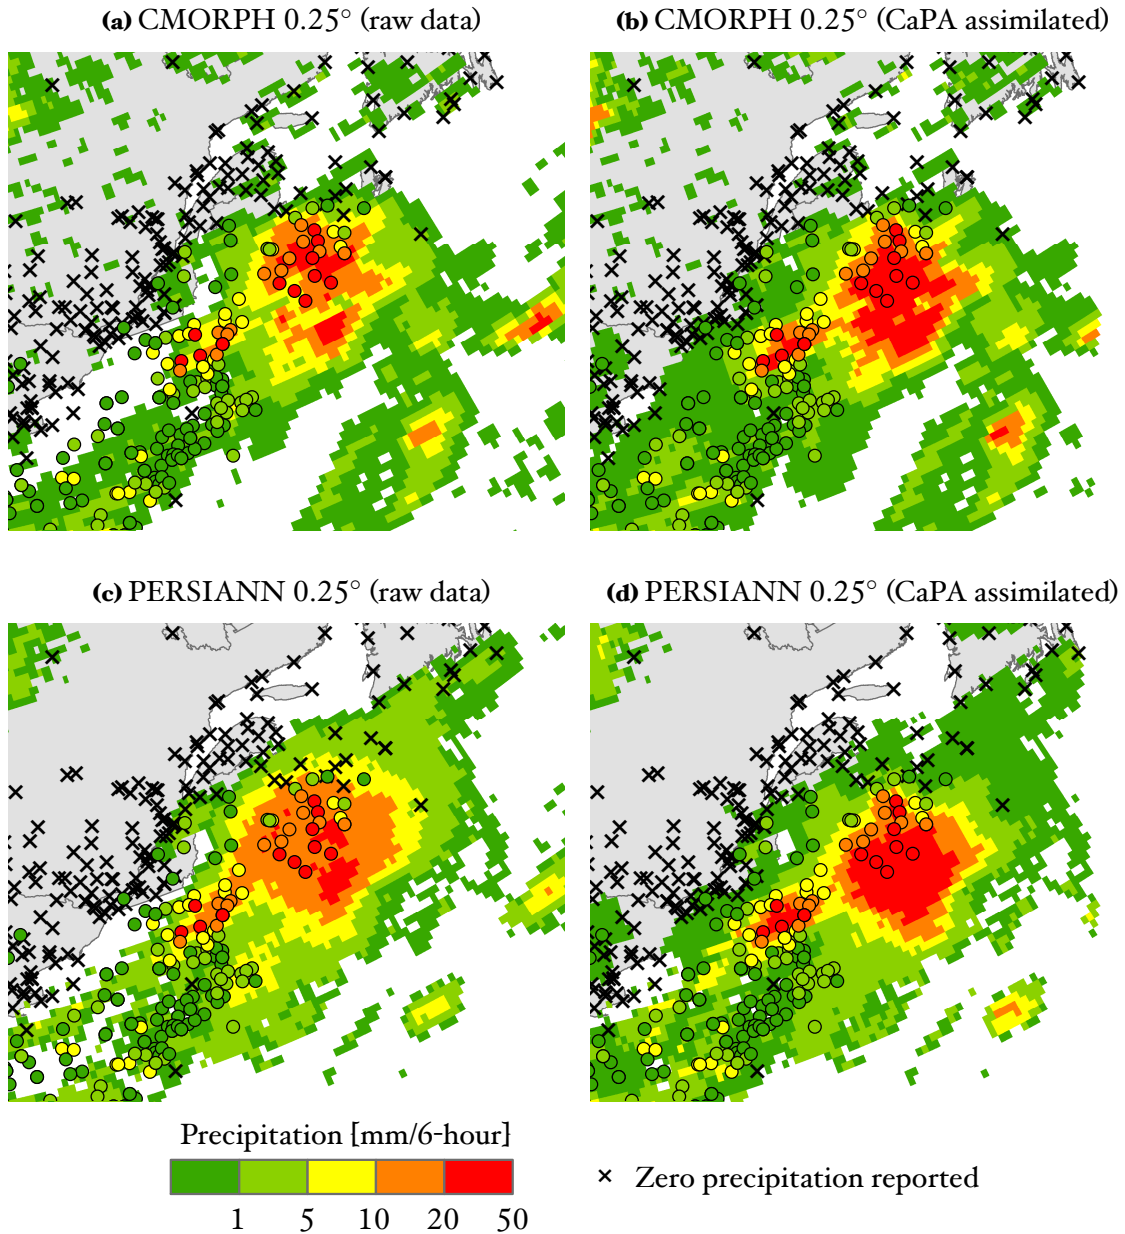 (a) CMORPH 0.25° (raw data)
(b) CMORPH 0.25° (CaPA assimilated)
(c) PERSIANN 0.25° (raw data)
(d) PERSIANN 0.25° (CaPA assimilated)
Precipitation [mm/6-hour]
1 5 10 20 50
× Zero precipitation reported